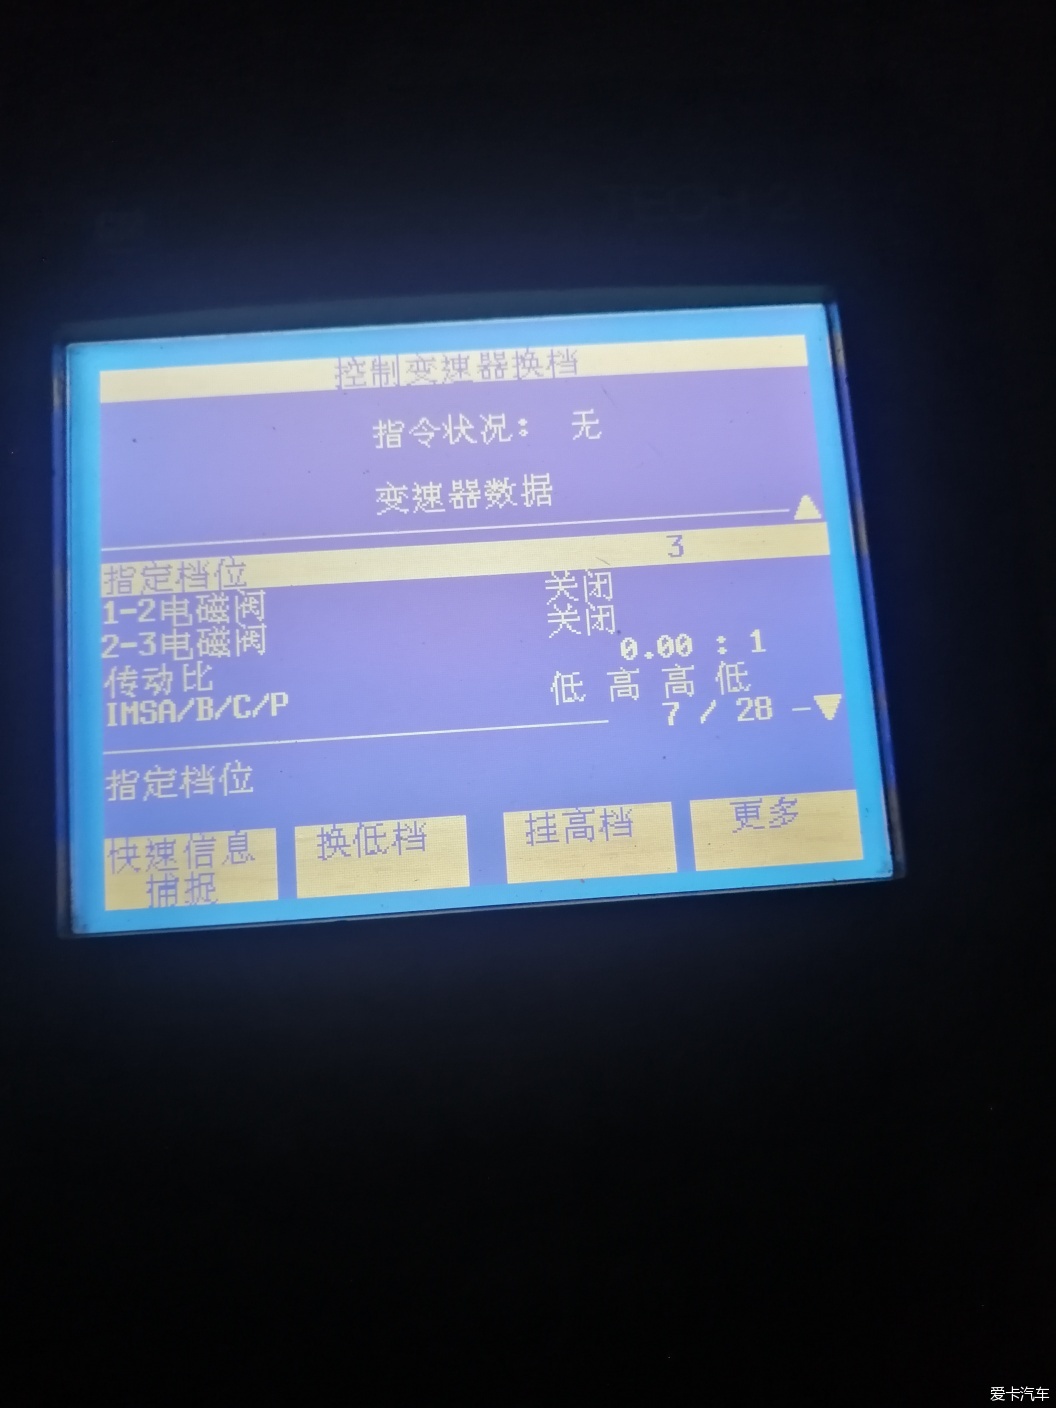 控制变速器换档
指令状况： 无
变速器数据
指定档位 3
1-2电磁阀 关闭
2-3电磁阀 关闭
传动比 0.00 : 1
IMSA/B/C/P 低 高 高 低
7 / 28
指定档位
快速信息捕捉
换低档
挂高档
更多
爱卡汽车